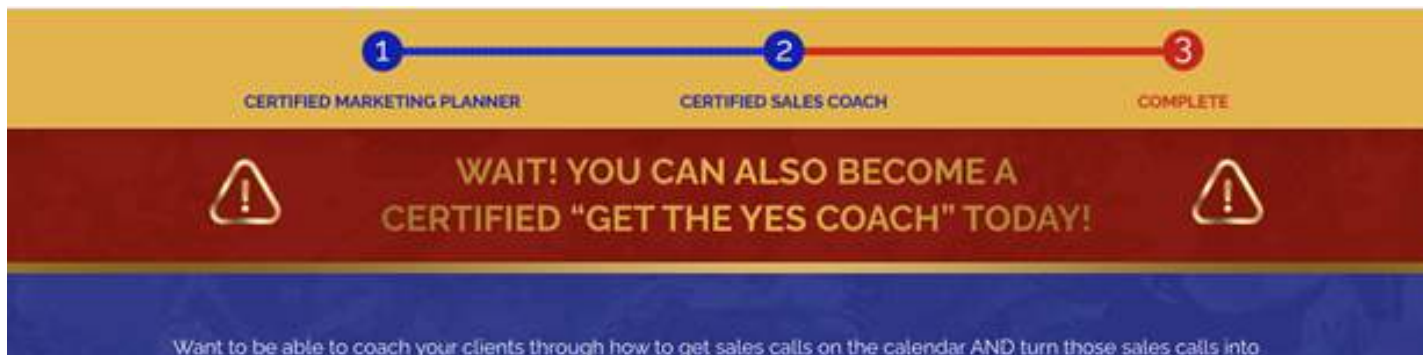 1 2 3
CERTIFIED MARKETING PLANNER CERTIFIED SALES COACH COMPLETE
WAIT! YOU CAN ALSO BECOME A
CERTIFIED “GET THE YES COACH” TODAY!
Want to be able to coach your clients through how to get sales calls on the calendar AND turn those sales calls into